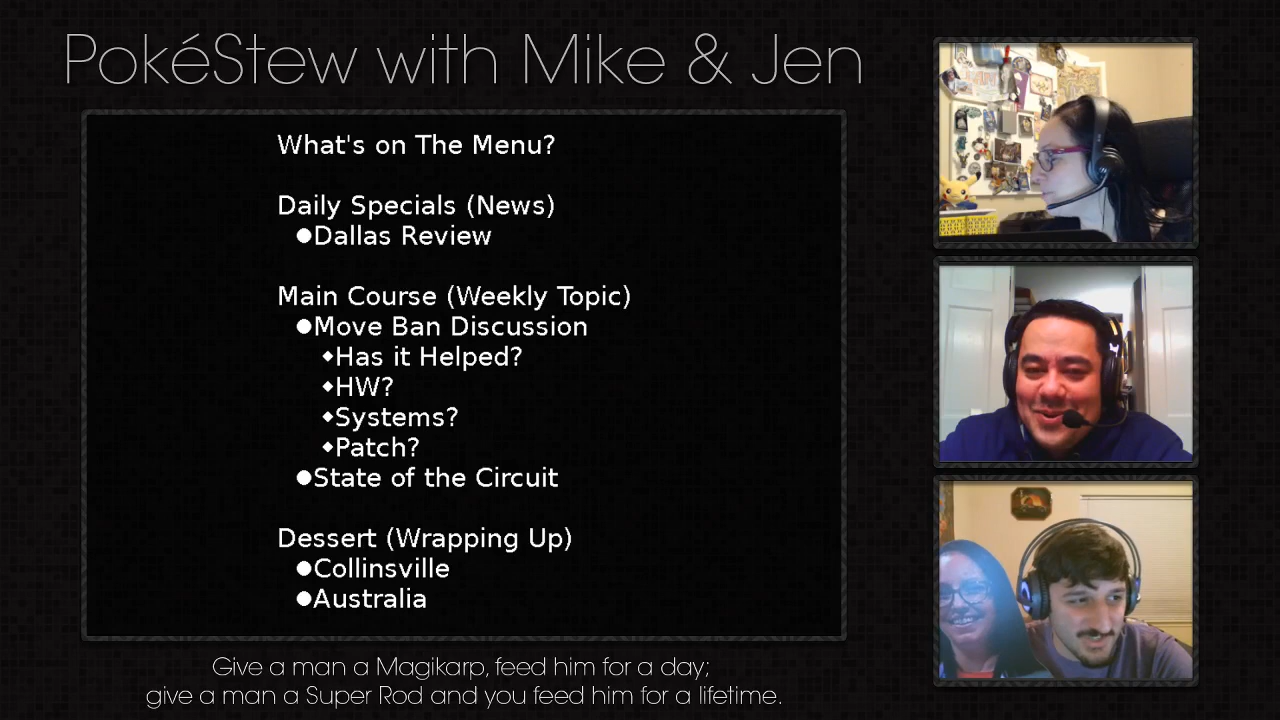 PokéStew with Mike & Jen
What's on The Menu?
Daily Specials (News)
●Dallas Review
Main Course (Weekly Topic)
●Move Ban Discussion
◆Has it Helped?
◆HW?
◆Systems?
◆Patch?
●State of the Circuit
Dessert (Wrapping Up)
●Collinsville
●Australia
Give a man a Magikarp, feed him for a day;
give a man a Super Rod and you feed him for a lifetime.